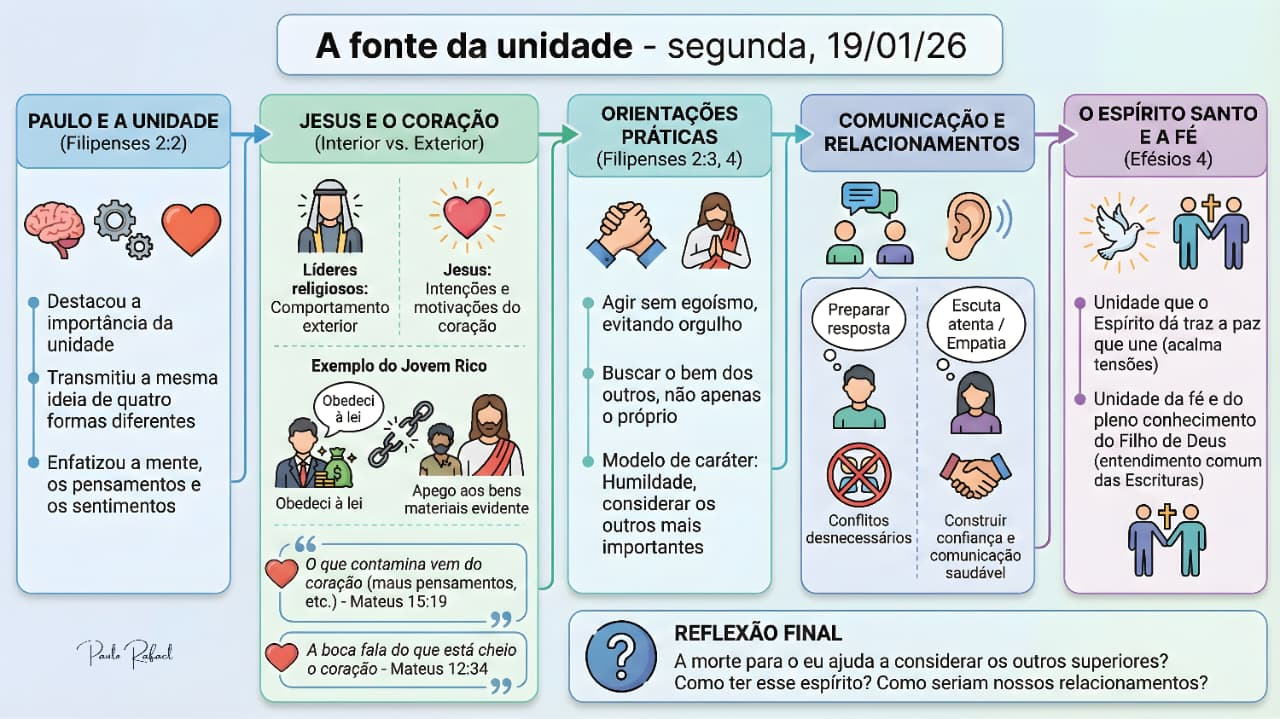 A fonte da unidade - segunda, 19/01/26
PAULO E A UNIDADE
(Filipenses 2:2)
Destacou a
importância da
unidade
Transmitiu a mesma
ideia de quatro
formas diferentes
Enfatizou a mente,
os pensamentos e
os sentimentos
JESUS E O CORAÇÃO
(Interior vs. Exterior)
Líderes
religiosos:
Comportamento
exterior
Jesus:
Intenções e
motivações do
coração
Exemplo do Jovem Rico
Obedeci
à lei
Obedeci à lei
Apego aos bens
materiais evidente
O que contamina vem do
coração (maus pensamentos,
etc.) - Mateus 15:19
A boca fala do que está cheio
o coração - Mateus 12:34
ORIENTAÇÕES
PRÁTICAS
(Filipenses 2:3, 4)
Agir sem egoísmo,
evitando orgulho
Buscar o bem dos
outros, não apenas
o próprio
Modelo de caráter:
Humildade,
considerar os
outros mais
importantes
COMUNICAÇÃO E
RELACIONAMENTOS
Preparar
resposta
Conflitos
desnecessários
Escuta
atenta /
Empatia
Construir
confiança e
comunicação
saudável
O ESPÍRITO SANTO
E A FÉ
(Efésios 4)
Unidade que o
Espírito dá traz a paz
que une (acalma
tensões)
Unidade da fé e do
pleno conhecimento
do Filho de Deus
(entendimento comum
das Escrituras)
Paulo Rafael
?
REFLEXÃO FINAL
A morte para o eu ajuda a considerar os outros superiores?
Como ter esse espírito? Como seriam nossos relacionamentos?